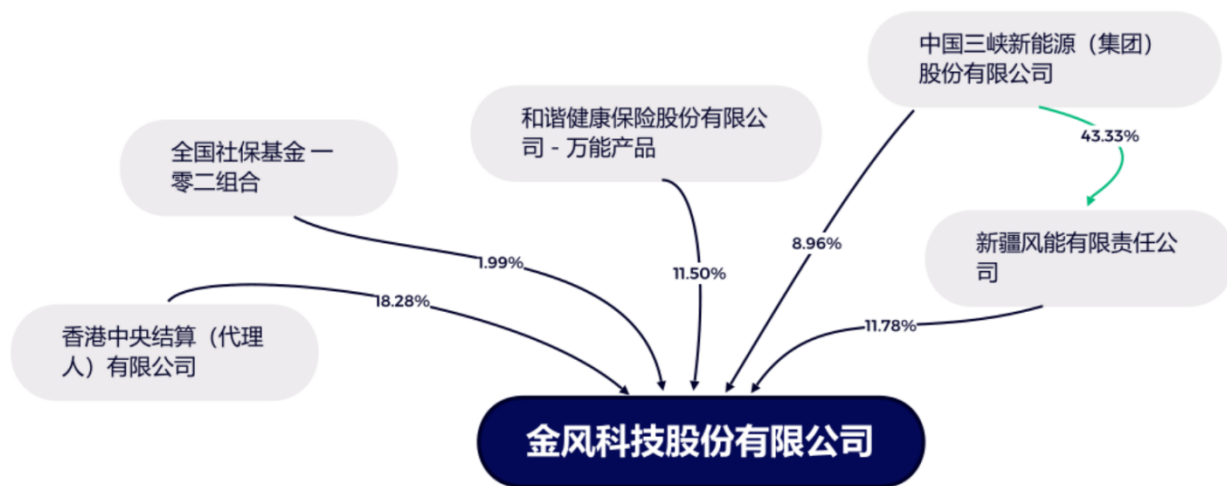 中国三峡新能源（集团）
股份有限公司
和谐健康保险股份有限公
司 - 万能产品
43.33%
全国社保基金 一
零二组合
8.96%
新疆风能有限责任公
司
1.99%
11.50%
18.28%
11.78%
香港中央结算（代理
人）有限公司
金风科技股份有限公司